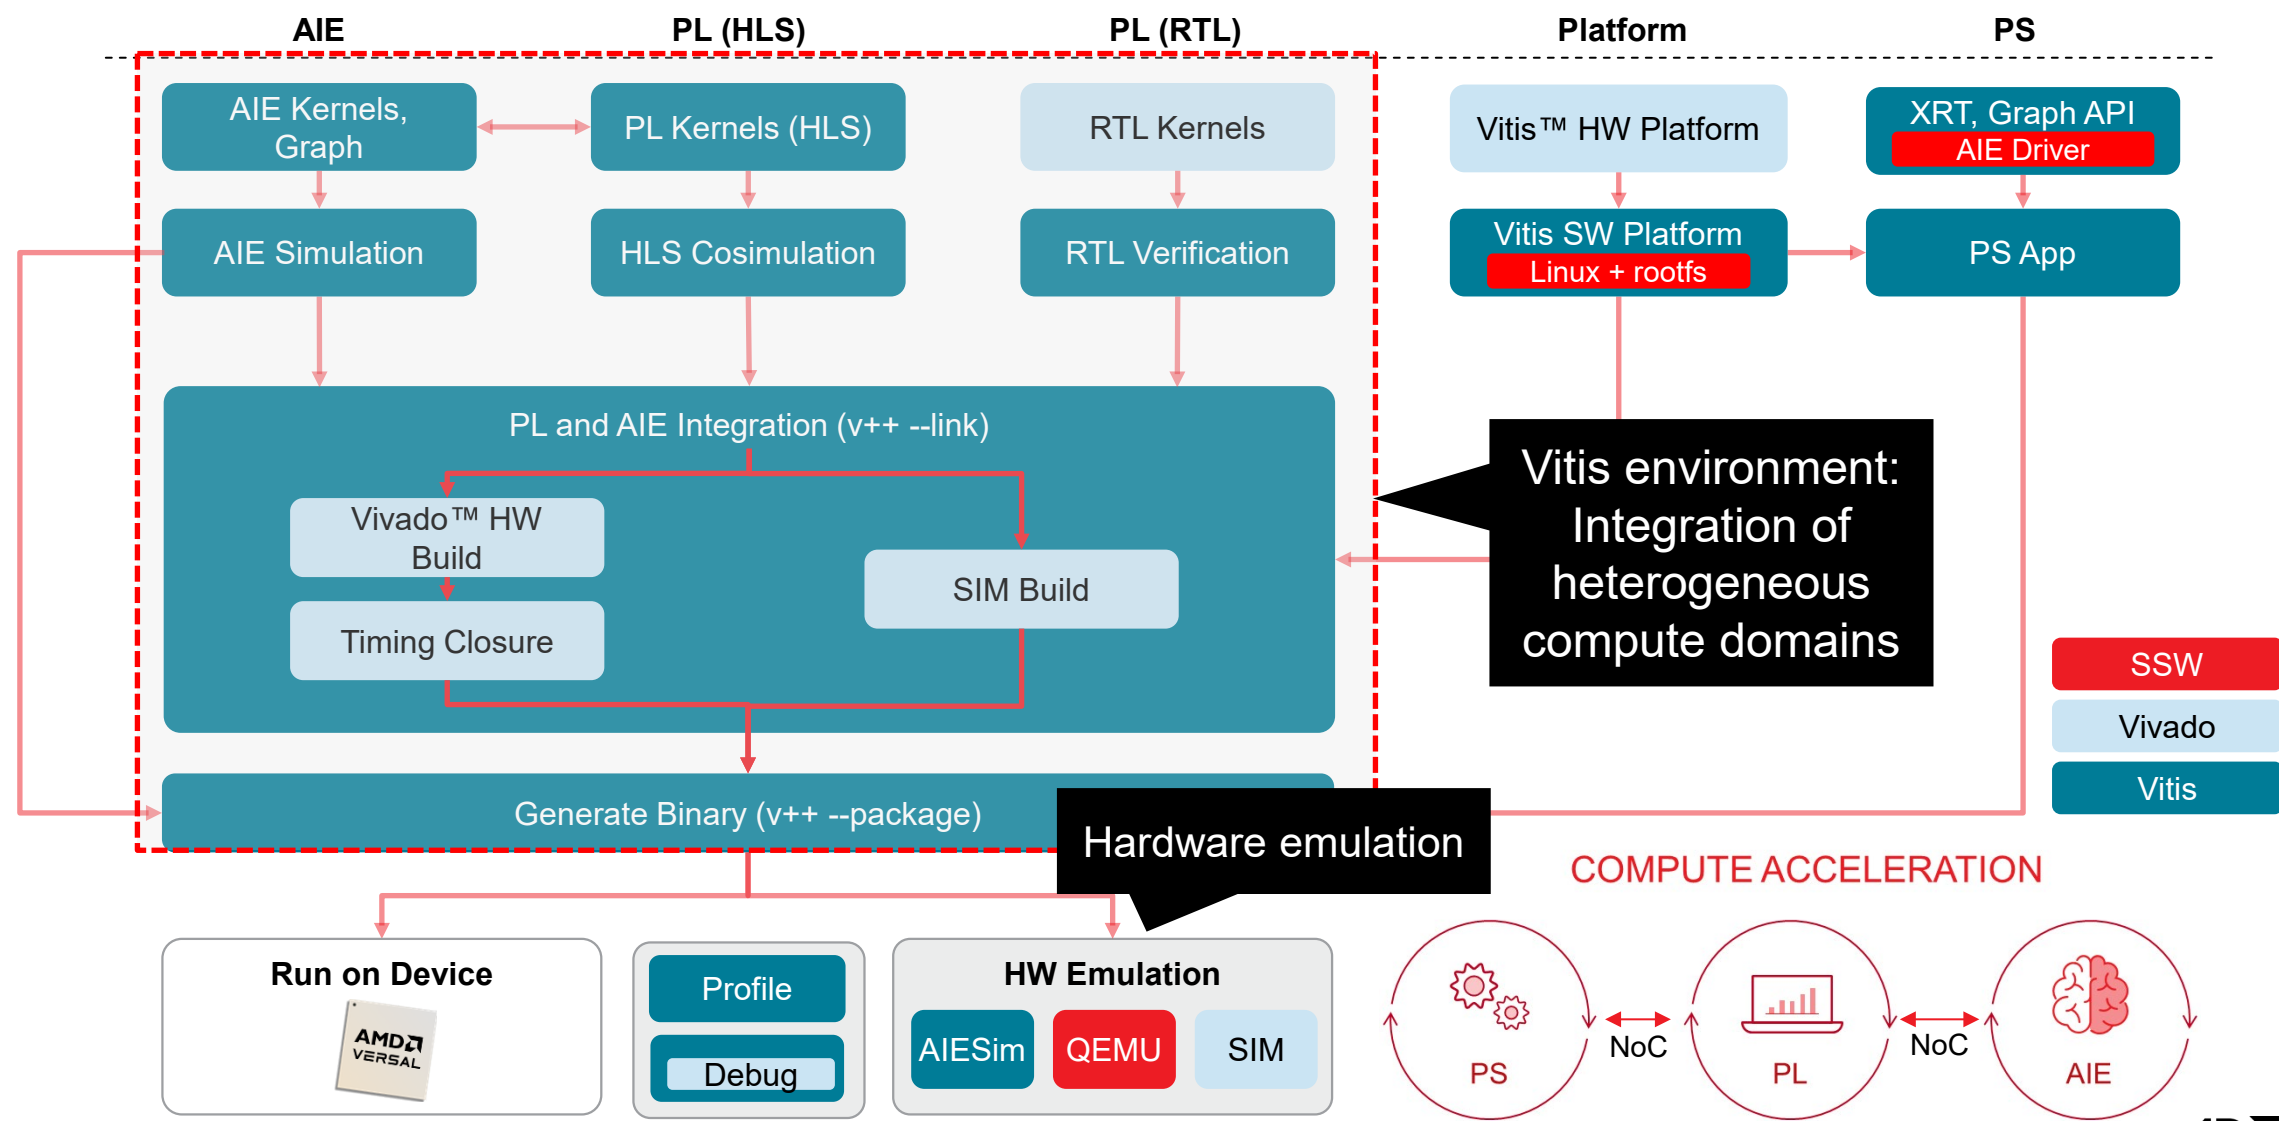 AIE
PL (HLS)
PL (RTL)
Platform
PS
AIE Kernels,
Graph
PL Kernels (HLS)
RTL Kernels
Vitis™ HW Platform
XRT, Graph API
AIE Driver
AIE Simulation
HLS Cosimulation
RTL Verification
Vitis SW Platform
Linux + rootfs
PS App
PL and AIE Integration (v++ --link)
Vivado™ HW
Build
Timing Closure
SIM Build
Vitis environment:
Integration of
heterogeneous
compute domains
SSW
Vivado
Vitis
Generate Binary (v++ --package)
Hardware emulation
COMPUTE ACCELERATION
Run on Device
AMD
VERSAL
Profile
Debug
HW Emulation
AIESim
QEMU
SIM
PS
NoC
PL
NoC
AIE